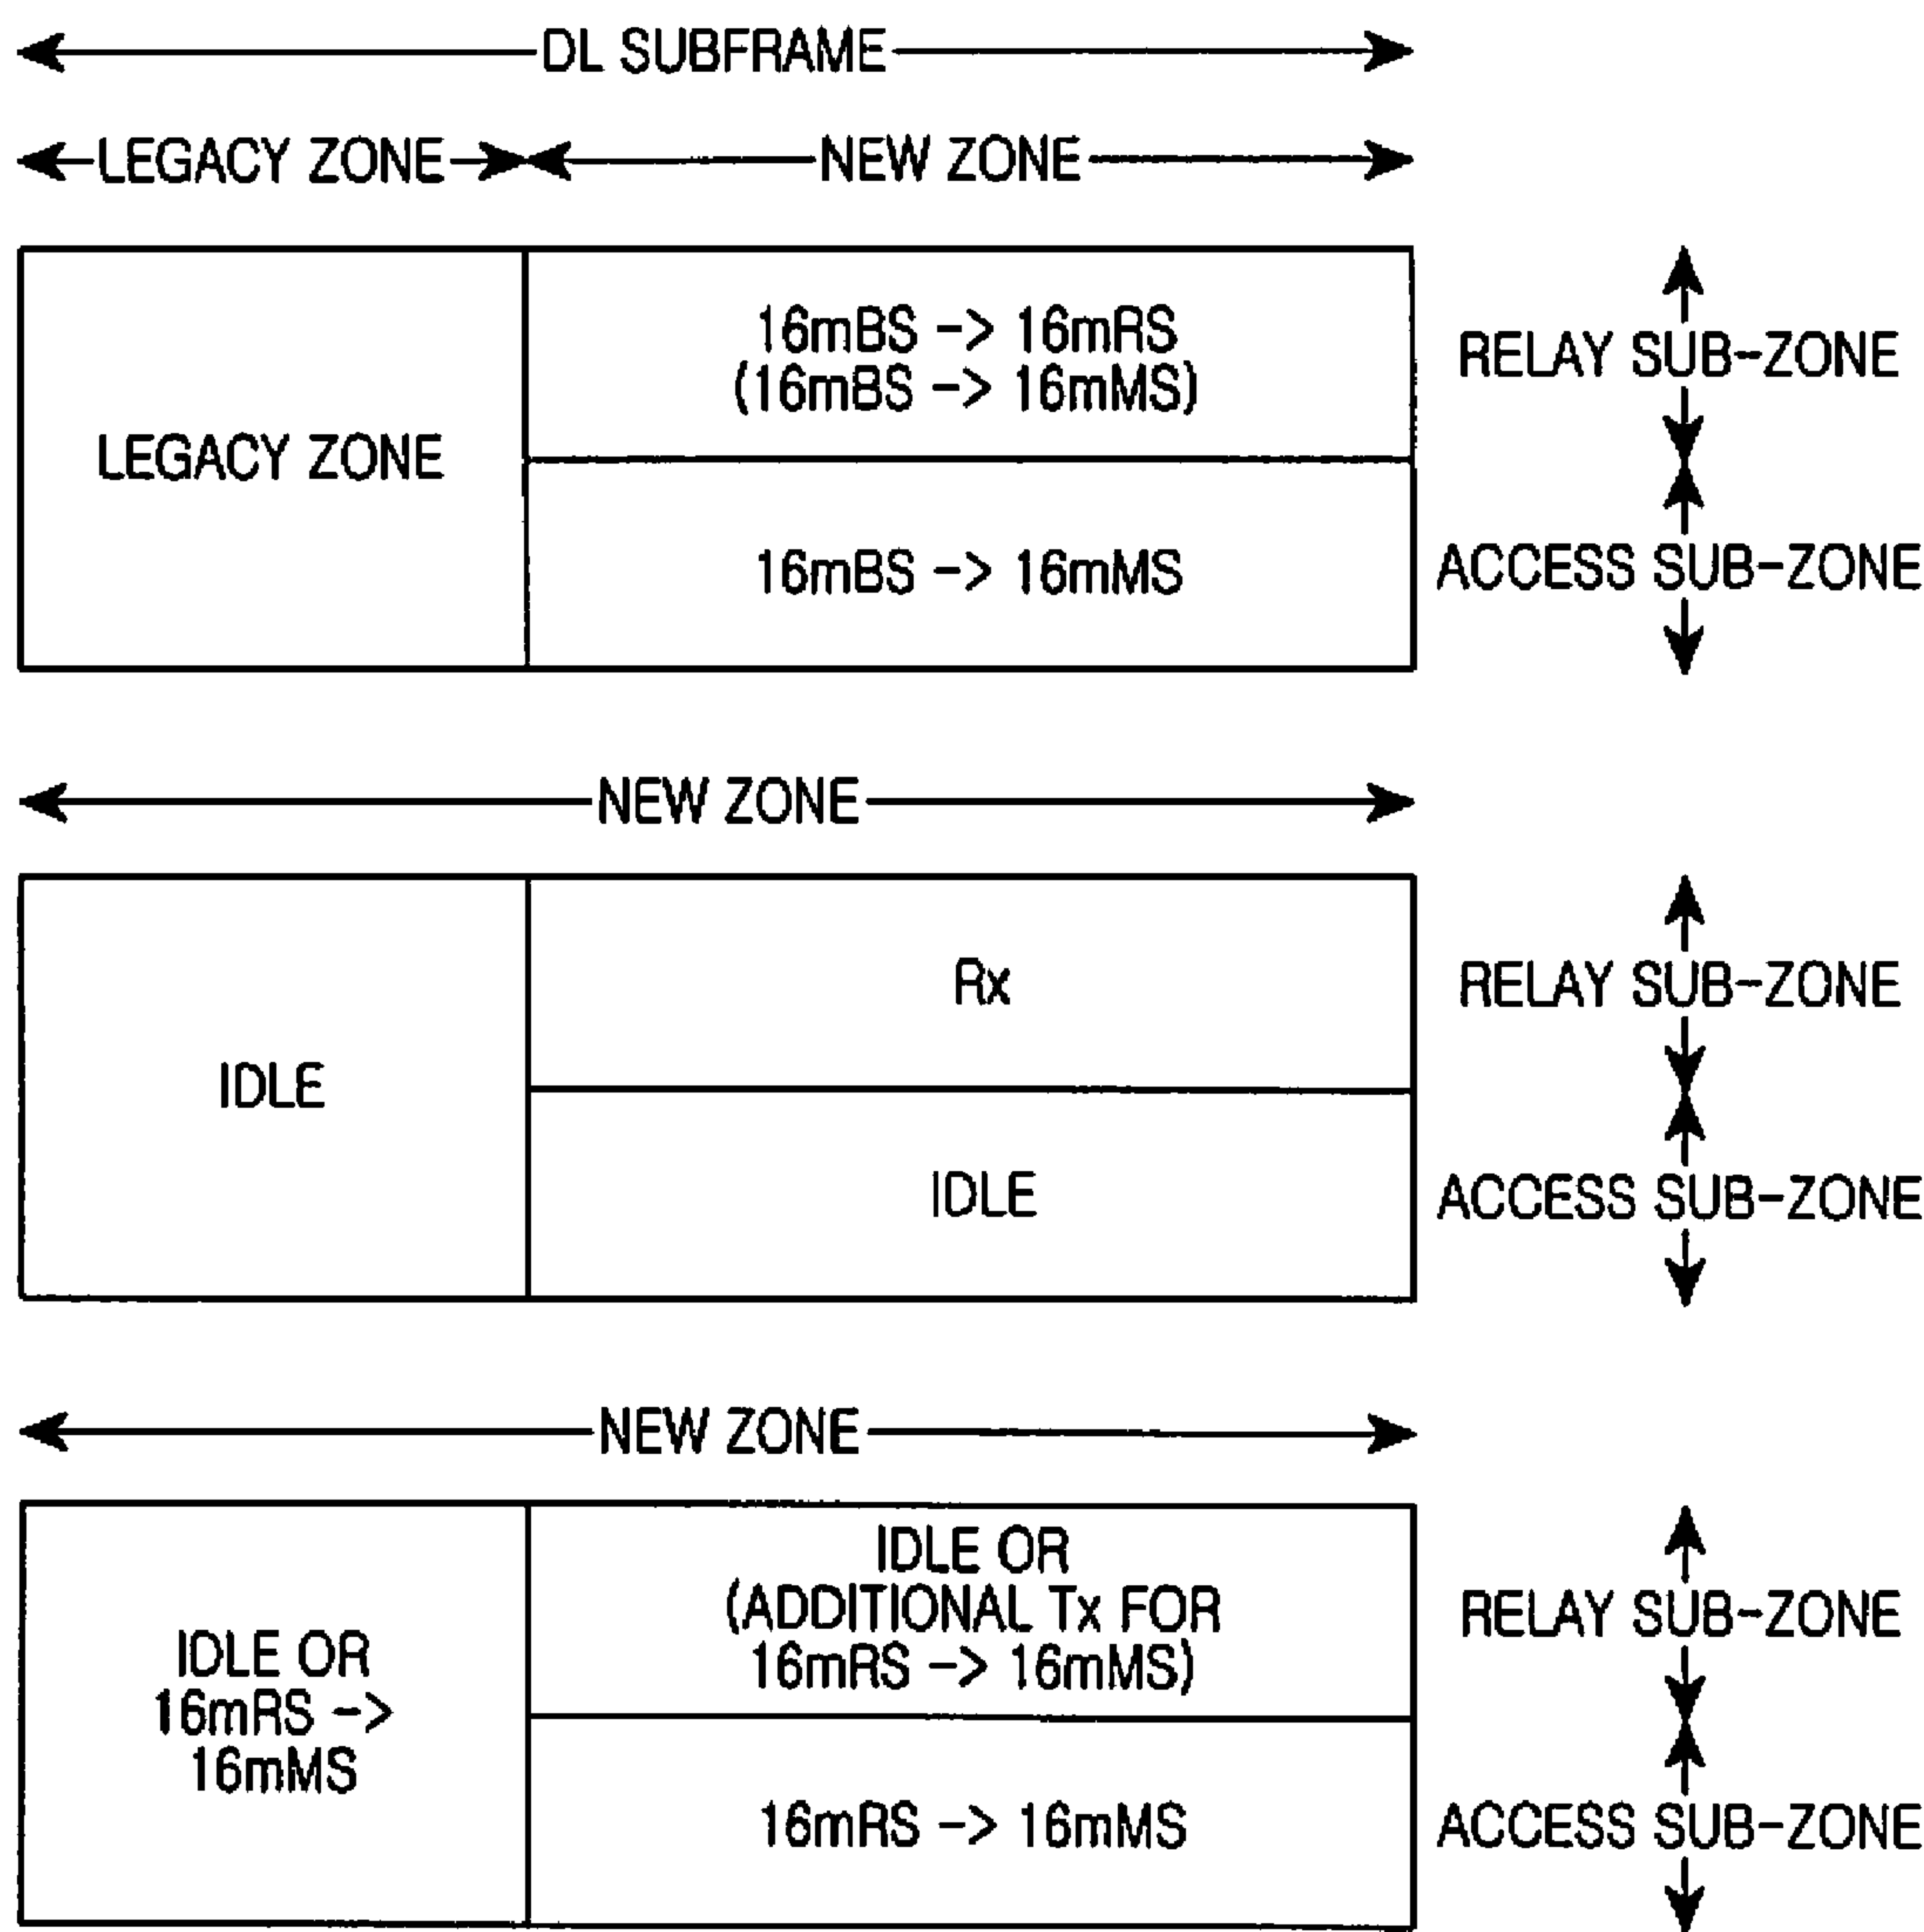 DL SUBFRAME
LEGACY ZONE
NEW ZONE
LEGACY ZONE
16mBS -> 16mRS
(16mBS -> 16mMS)
16mBS -> 16mMS
RELAY SUB-ZONE
ACCESS SUB-ZONE
NEW ZONE
IDLE
Rx
IDLE
RELAY SUB-ZONE
ACCESS SUB-ZONE
NEW ZONE
IDLE OR
16mRS ->
16mMS
IDLE OR
(ADDITIONAL Tx FOR
16mRS -> 16mMS)
16mRS -> 16mMS
RELAY SUB-ZONE
ACCESS SUB-ZONE